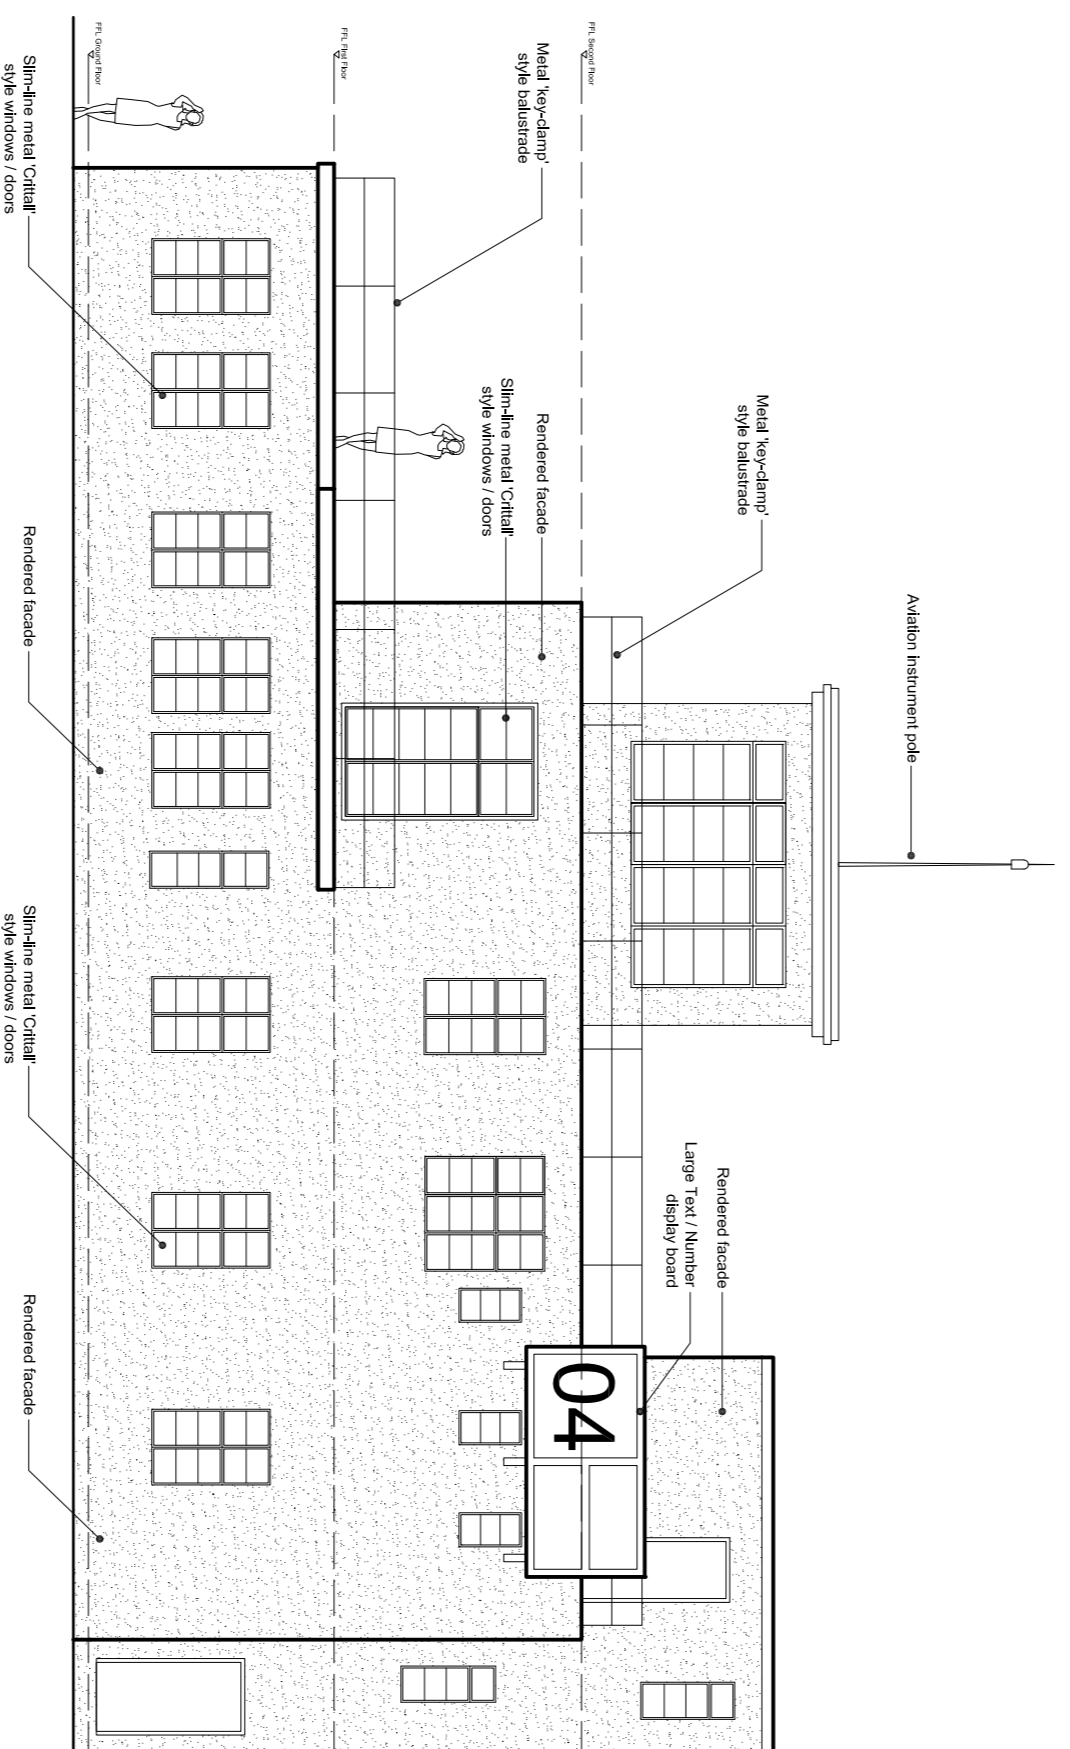 Aviation instrument pole
Metal 'key-clamp'
style balustrade
Rendered facade
Large Text / Number
display board
FFL Second Floor
Metal 'key-clamp'
style balustrade
Rendered facade
Slim-line metal 'Crittall'
style windows / doors
04
FFL First Floor
FFL Ground Floor
Slim-line metal 'Crittall'
style windows / doors
Rendered facade
Slim-line metal 'Crittall'
style windows / doors
Rendered facade